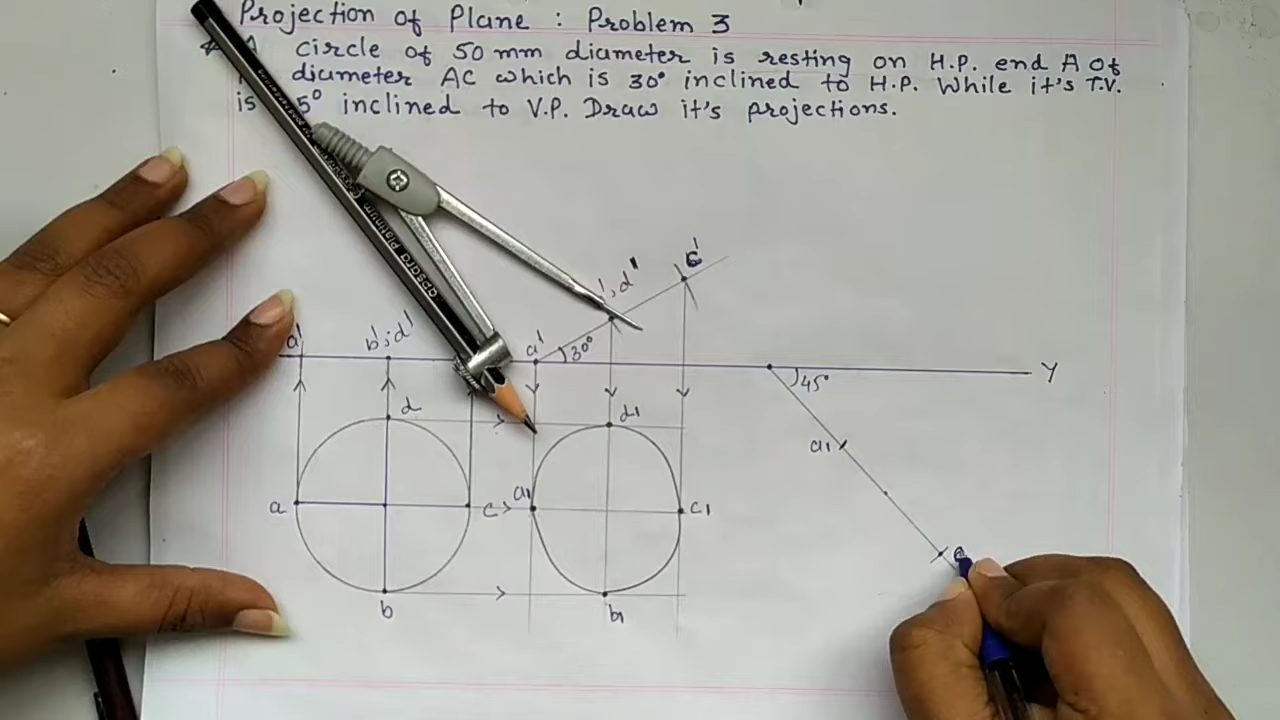 Projection of Plane : Problem 3
A circle of 50 mm diameter is resting on H.P. end A of
diameter AC which is 30° inclined to H.P. While it's T.V.
is 5° inclined to V.P. Draw it's projections.
c'
', d'
a' b', d' a' 30° Y
45°
d d1
a1
a c a1 c1
b b1
apsara Platinum